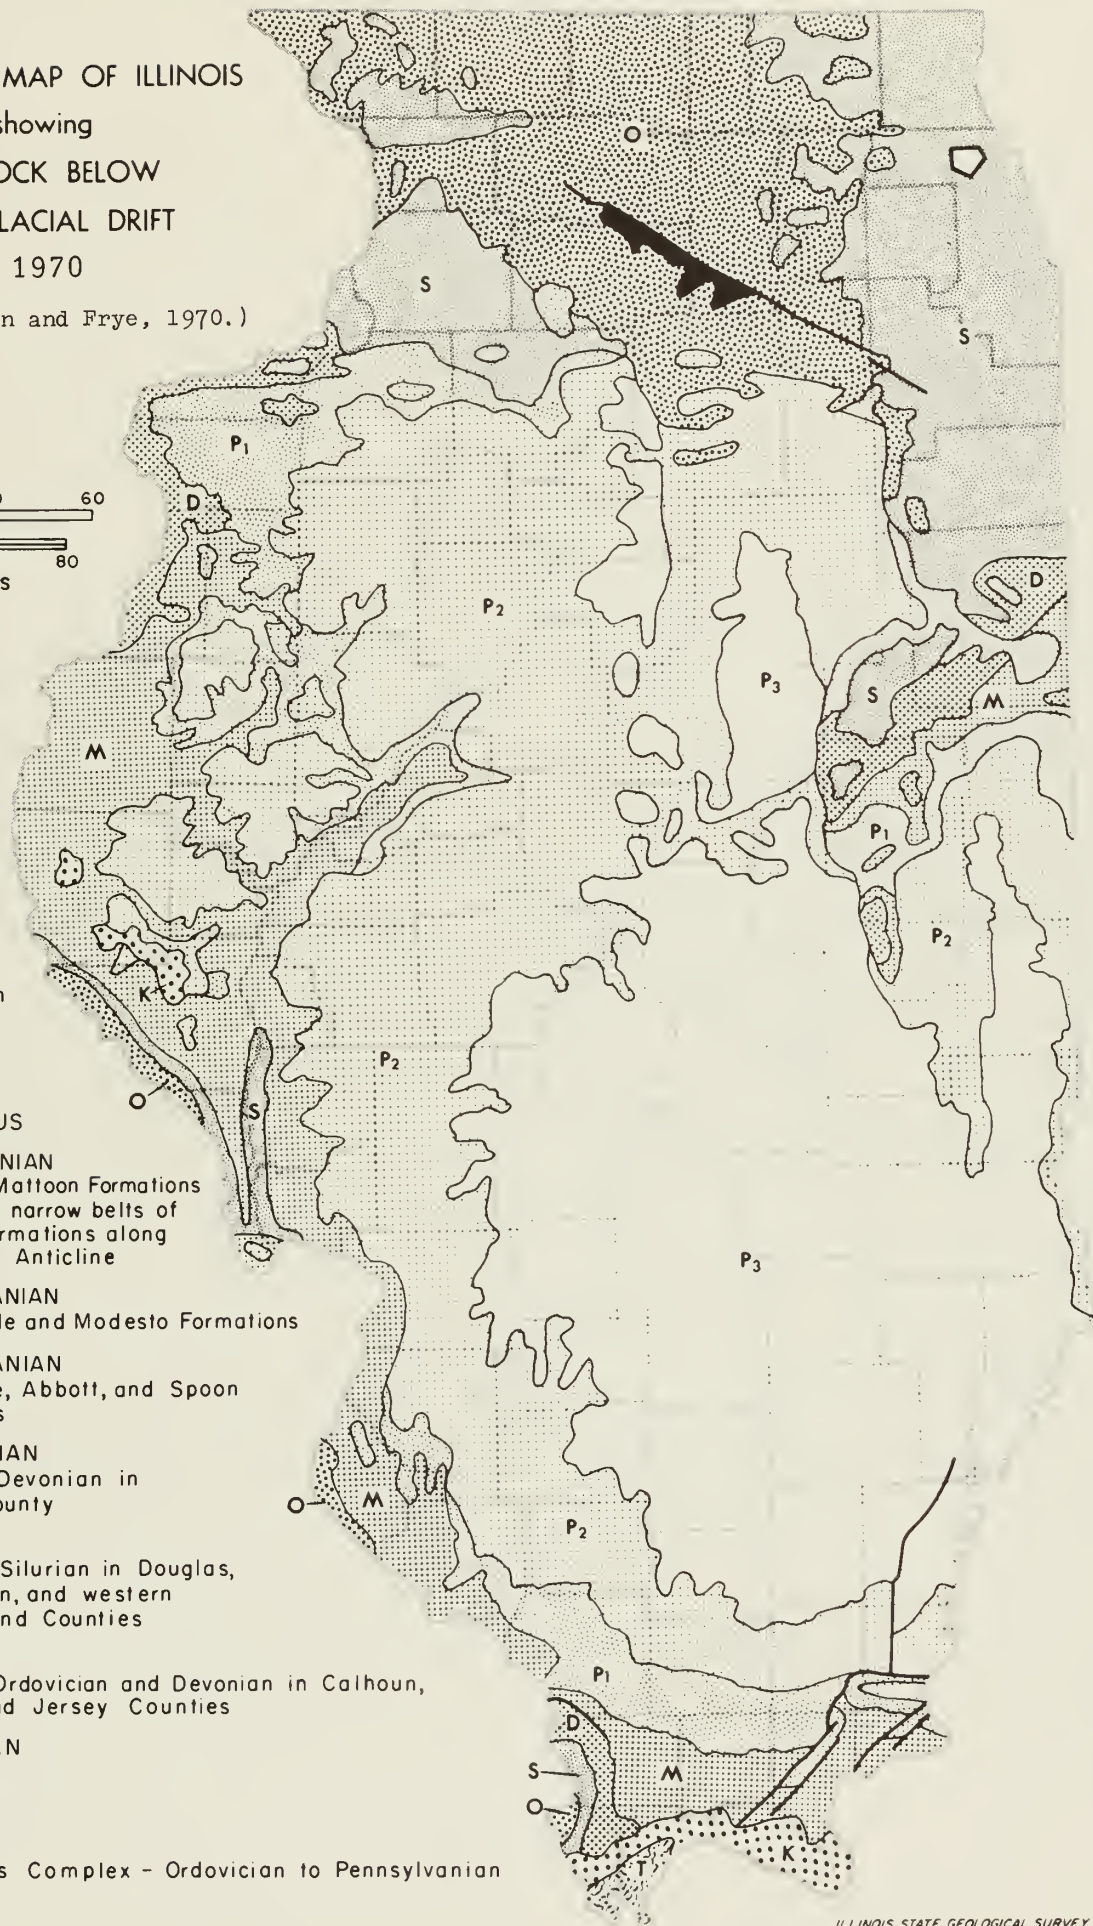 MAP OF ILLINOIS
showing
OCK BELOW
LACIAL DRIFT
1970
n and Frye, 1970.)
60
80
s
O
S
S
P1
D
P2
D
P3
S
M
M
P1
P2
K
P2
O
S
n
US
NIAN
Mattoon Formations
narrow belts of
rmations along
Anticline
P3
ANIAN
le and Modesto Formations
ANIAN
e, Abbott, and Spoon
s
IAN
Devonian in
ounty
O
M
P2
Silurian in Douglas,
n, and western
nd Counties
P1
Ordovician and Devonian in Calhoun,
nd Jersey Counties
D
AN
S
M
O
K
T
s Complex - Ordovician to Pennsylvanian
ILLINOIS STATE GEOLOGICAL SURVEY